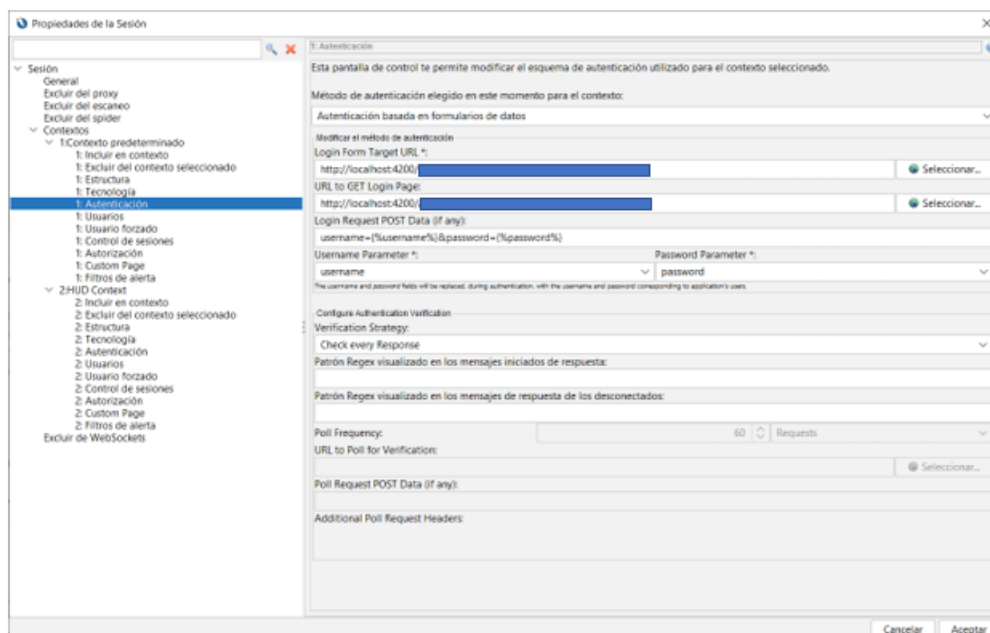 Propiedades de la Sesión
1: Autenticación
Sesión
General
Excluir del proxy
Excluir del escaneo
Excluir del spider
Contextos
1:Contexto predeterminado
1: Incluir en contexto
1: Excluir del contexto seleccionado
1: Estructura
1: Tecnología
1: Autenticación
1: Usuarios
1: Usuario forzado
1: Control de sesiones
1: Autorización
1: Custom Page
1: Filtros de alerta
2:HUD Context
2: Incluir en contexto
2: Excluir del contexto seleccionado
2: Estructura
2: Tecnología
2: Autenticación
2: Usuarios
2: Usuario forzado
2: Control de sesiones
2: Autorización
2: Custom Page
2: Filtros de alerta
Excluir de WebSockets
Esta pantalla de control te permite modificar el esquema de autenticación utilizado para el contexto seleccionado.
Método de autenticación elegido en este momento para el contexto:
Autenticación basada en formularios de datos
Modificar el método de autenticación
Login Form Target URL *:
http://localhost:4200/ Seleccionar...
URL to GET Login Page:
http://localhost:4200/ Seleccionar...
Login Request POST Data (if any):
username={%username%}&password={%password%}
Username Parameter *: Password Parameter *:
username password
The username and password fields will be replaced, during authentication, with the username and password corresponding to application's users.
Configure Authentication Verification
Verification Strategy:
Check every Response
Patrón Regex visualizado en los mensajes iniciados de respuesta:
Patrón Regex visualizado en los mensajes de respuesta de los desconectados:
Poll Frequency: 60 Requests
URL to Poll for Verification:
Seleccionar...
Poll Request POST Data (if any):
Additional Poll Request Headers:
Cancelar Aceptar